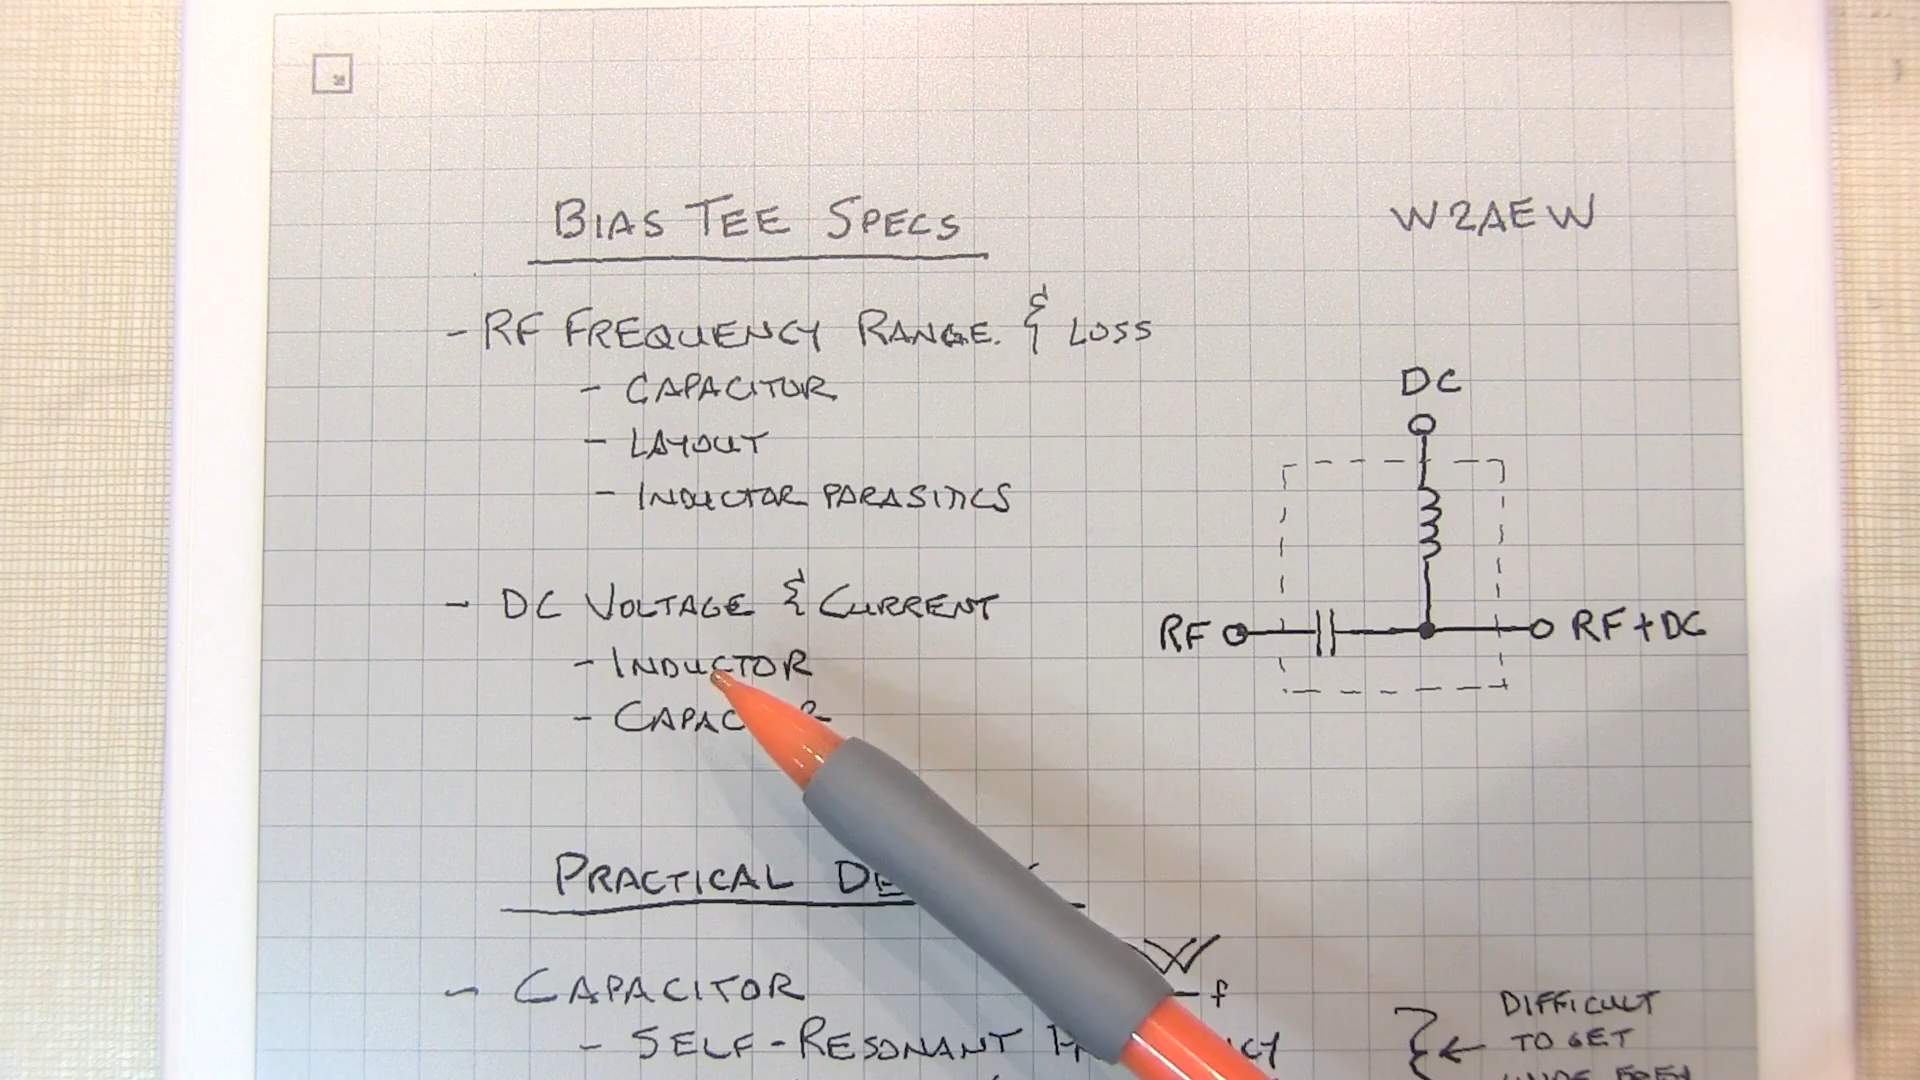 BIAS TEE SPECS
W2AEW
- RF FREQUENCY RANGE. & LOSS
- CAPACITOR
- LAYOUT
- INDUCTOR PARASITICS
- DC VOLTAGE & CURRENT
- INDUCTOR
- CAPAC
DC
RF
RF + DC
PRACTICAL
- CAPACITOR
f
- SELF-RESONANT
DIFFICULT
TO GET